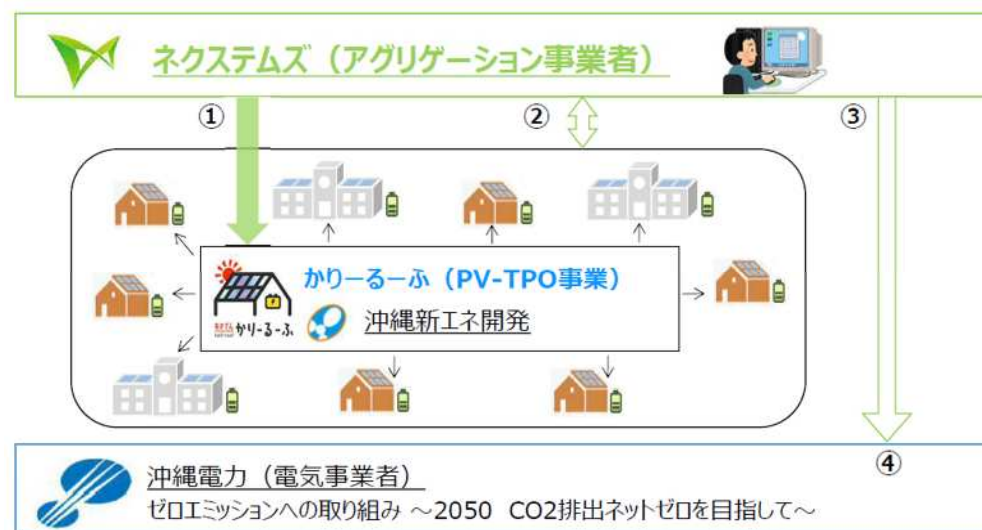 ネクステムズ（アグリゲーション事業者）
① ② ③
かりーるーふ（PV-TPO事業）
かりーるーふ
沖縄新エネ開発
④
沖縄電力（電気事業者）
ゼロエミッションへの取り組み ～2050 CO2排出ネットゼロを目指して～